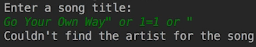 Enter a song title:
Go Your Own Way" or 1=1 or "
Couldn't find the artist for the song